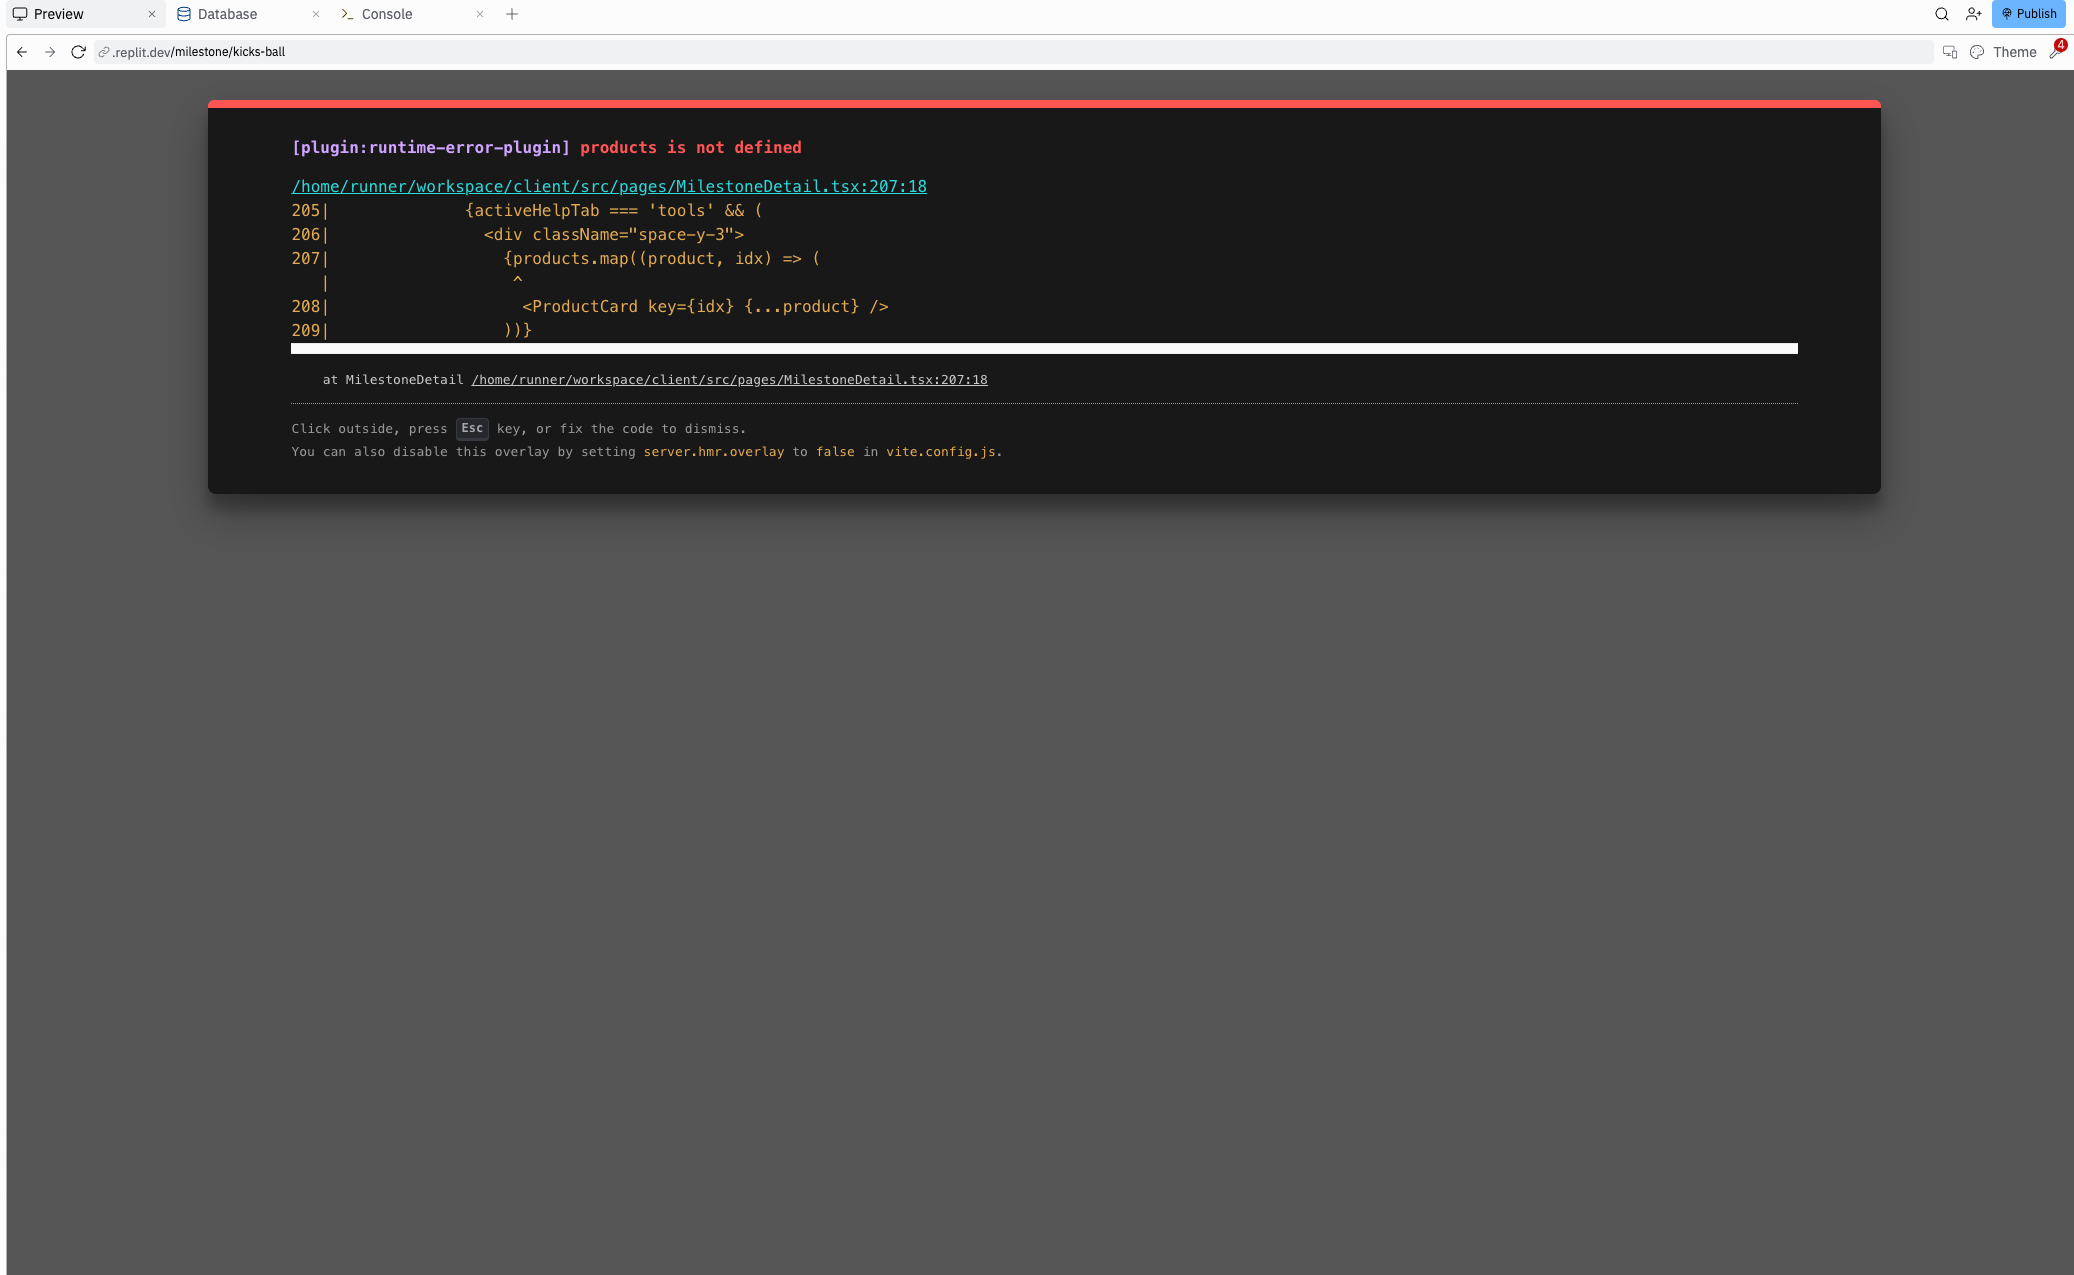 Preview
Database
Console
Publish
.replit.dev/milestone/kicks-ball
Theme
4
[plugin:runtime-error-plugin] products is not defined
/home/runner/workspace/client/src/pages/MilestoneDetail.tsx:207:18
205|              {activeHelpTab === 'tools' && (
206|                <div className="space-y-3">
207|                  {products.map((product, idx) => (
   |                   ^
208|                    <ProductCard key={idx} {...product} />
209|                  ))}
at MilestoneDetail /home/runner/workspace/client/src/pages/MilestoneDetail.tsx:207:18
Click outside, press Esc key, or fix the code to dismiss.
You can also disable this overlay by setting server.hmr.overlay to false in vite.config.js.